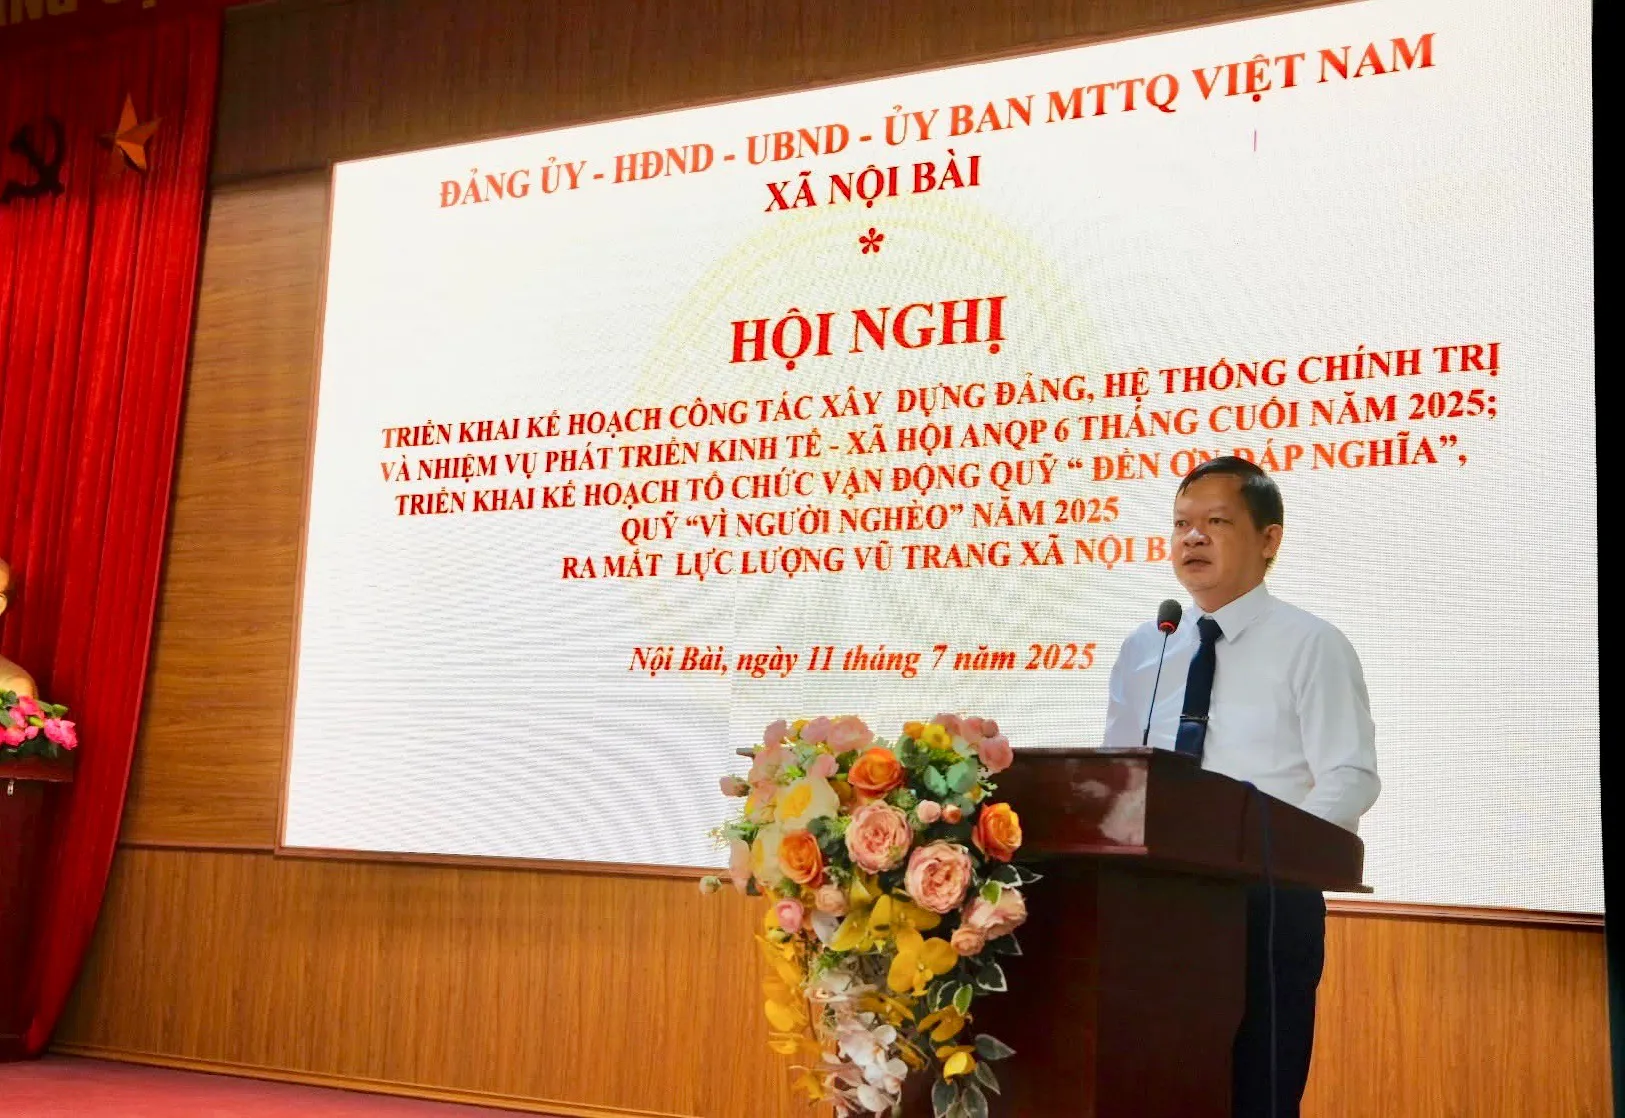 ĐẢNG ỦY - HĐND - UBND - ỦY BAN MTTQ VIỆT NAM
XÃ NỘI BÀI
*
HỘI NGHỊ
TRIỂN KHAI KẾ HOẠCH CÔNG TÁC XÂY DỰNG ĐẢNG, HỆ THỐNG CHÍNH TRỊ
VÀ NHIỆM VỤ PHÁT TRIỂN KINH TẾ - XÃ HỘI ANQP 6 THÁNG CUỐI NĂM 2025;
TRIỂN KHAI KẾ HOẠCH TỔ CHỨC VẬN ĐỘNG QUỸ “ ĐỀN ƠN ĐÁP NGHĨA”,
QUỸ “VÌ NGƯỜI NGHÈO” NĂM 2025
RA MẮT LỰC LƯỢNG VŨ TRANG XÃ NỘI
Nội Bài, ngày 11 tháng 7 năm 2025